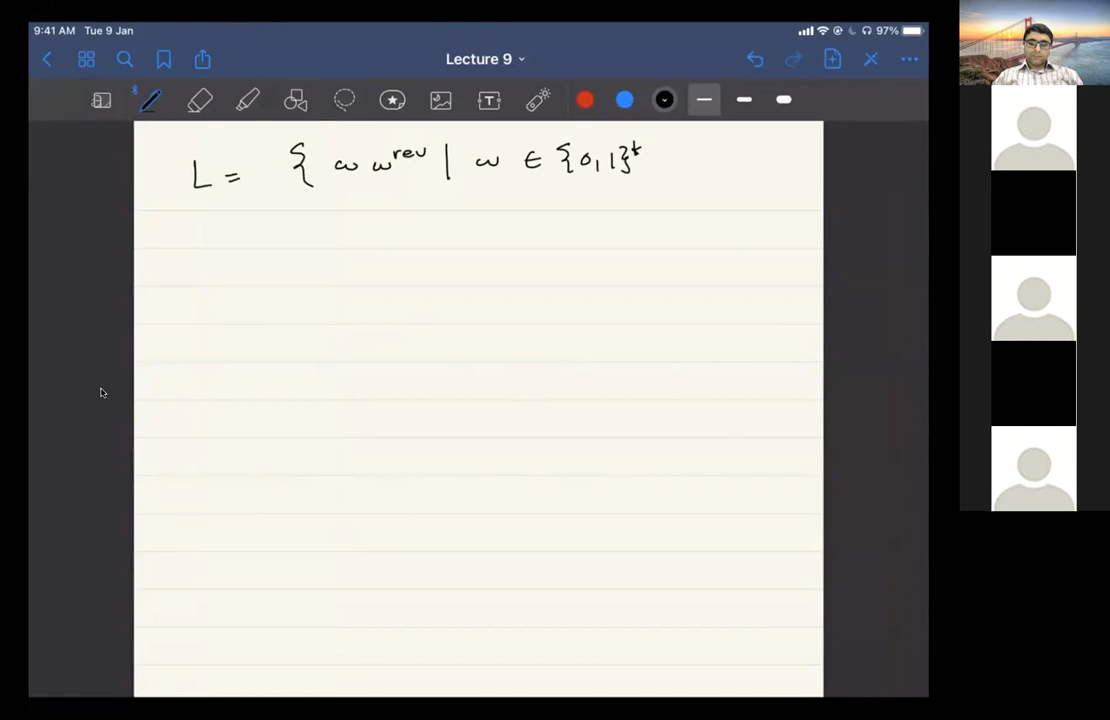 9:41 AM Tue 9 Jan 97%
Lecture 9
L = { ω ω^rev | ω ∈ {0,1}*